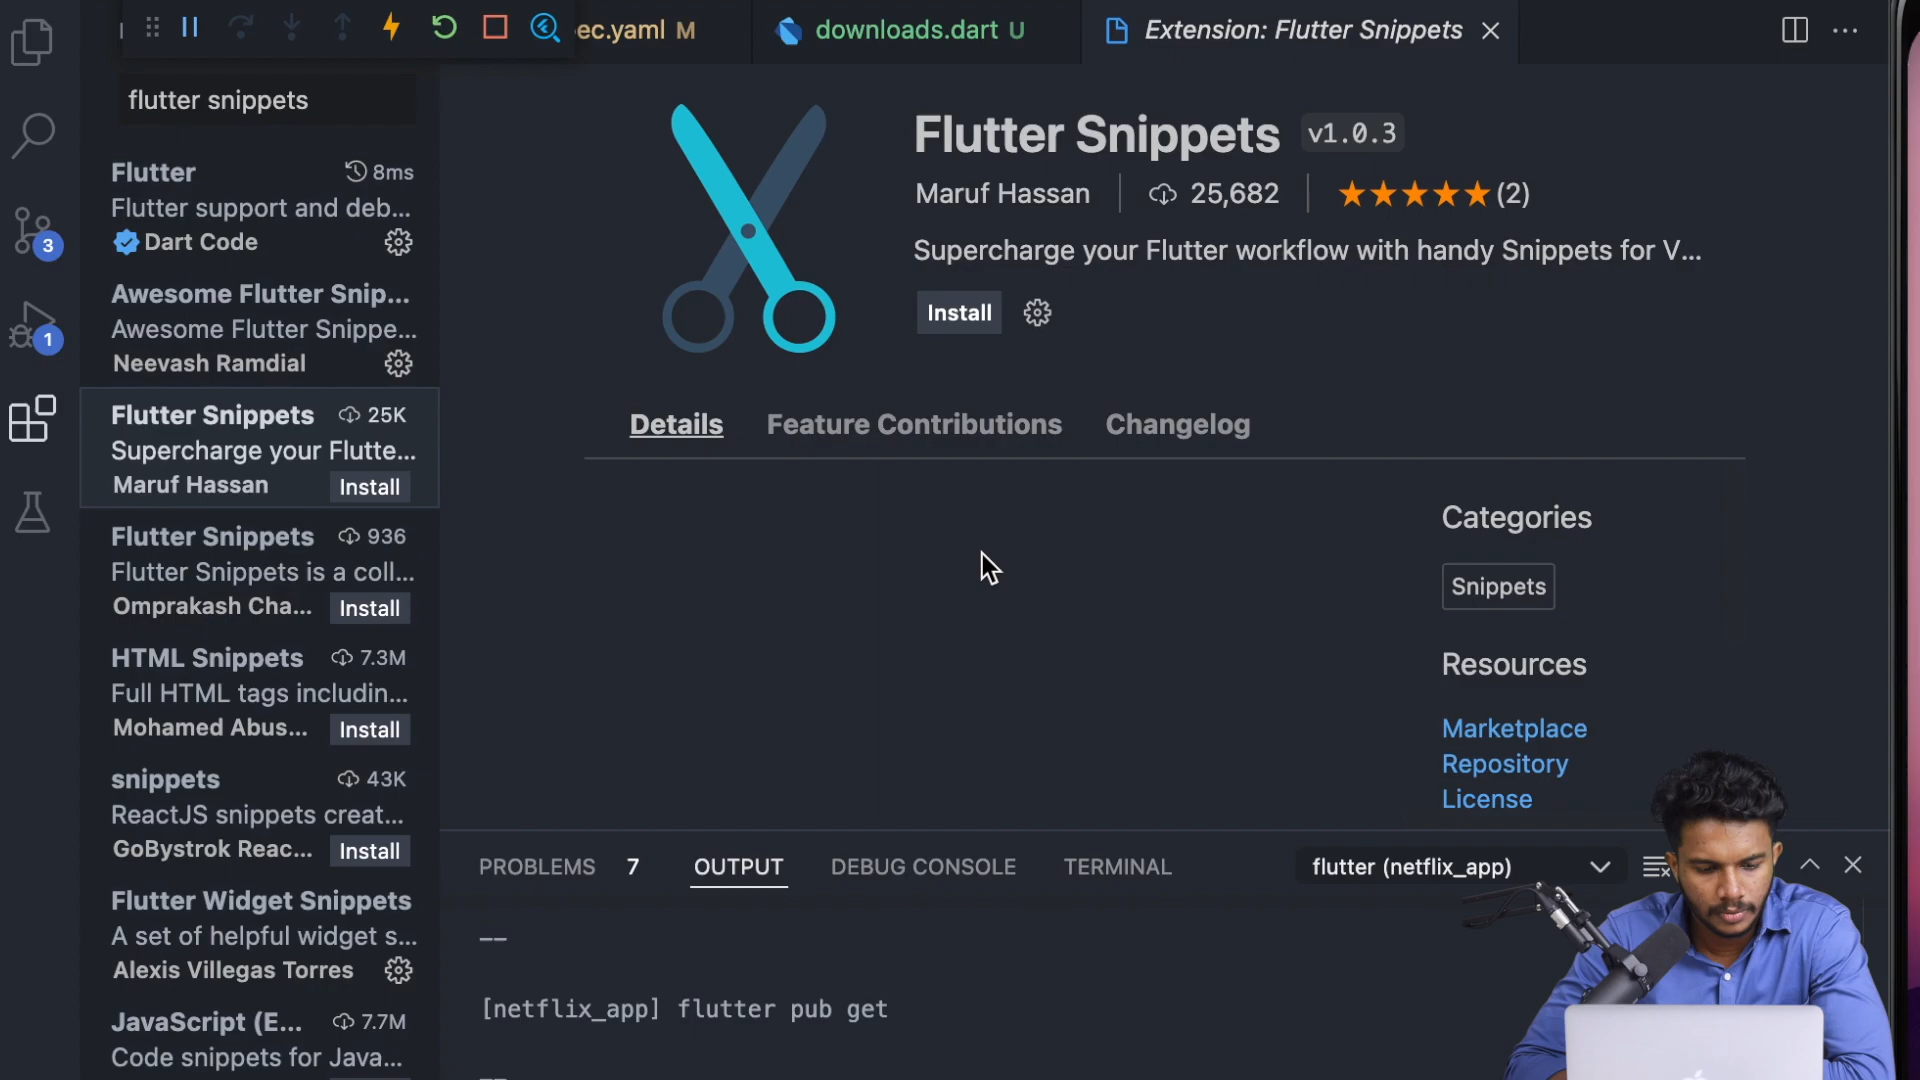 ec.yaml M
downloads.dart U
Extension: Flutter Snippets
flutter snippets
Flutter 8ms
Flutter support and deb...
Dart Code
Awesome Flutter Snip...
Awesome Flutter Snippe...
Neevash Ramdial
Flutter Snippets 25K
Supercharge your Flutte...
Maruf Hassan Install
Flutter Snippets 936
Flutter Snippets is a coll...
Omprakash Cha... Install
HTML Snippets 7.3M
Full HTML tags includin...
Mohamed Abus... Install
snippets 43K
ReactJS snippets creat...
GoBystrok Reac... Install
Flutter Widget Snippets
A set of helpful widget s...
Alexis Villegas Torres
JavaScript (E... 7.7M
Code snippets for Java...
3
1
Flutter Snippets v1.0.3
Maruf Hassan 25,682 (2)
Supercharge your Flutter workflow with handy Snippets for V...
Install
Details Feature Contributions Changelog
Categories
Snippets
Resources
Marketplace
Repository
License
PROBLEMS 7 OUTPUT DEBUG CONSOLE TERMINAL flutter (netflix_app)
--
[netflix_app] flutter pub get
--